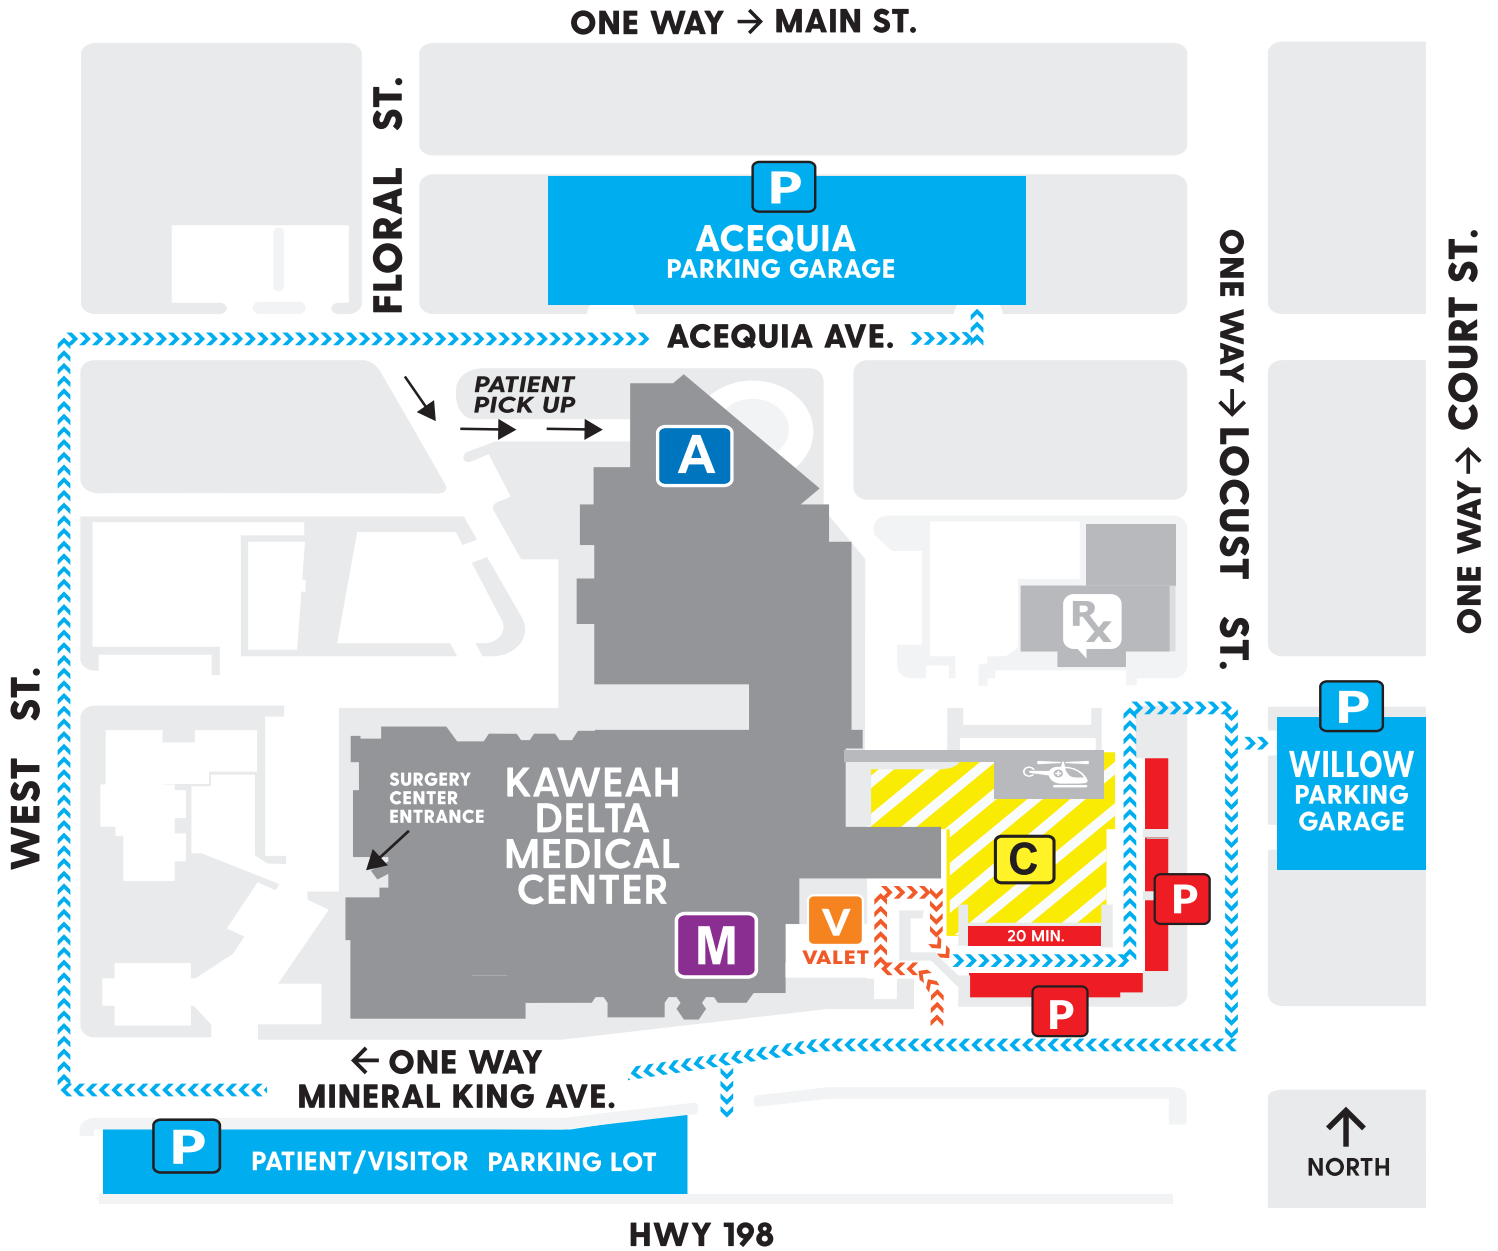 ONE WAY → MAIN ST.
FLORAL ST.
P
ACEQUIA
PARKING GARAGE
ACEQUIA AVE.
ONE WAY → LOCUST ST.
ONE WAY → COURT ST.
PATIENT
PICK UP
A
Rx
WEST ST.
P
WILLOW
PARKING
GARAGE
SURGERY
CENTER
ENTRANCE
KAWEAH
DELTA
MEDICAL
CENTER
C
P
V
VALET
M
20 MIN.
P
← ONE WAY
MINERAL KING AVE.
P
PATIENT/VISITOR PARKING LOT
NORTH
HWY 198